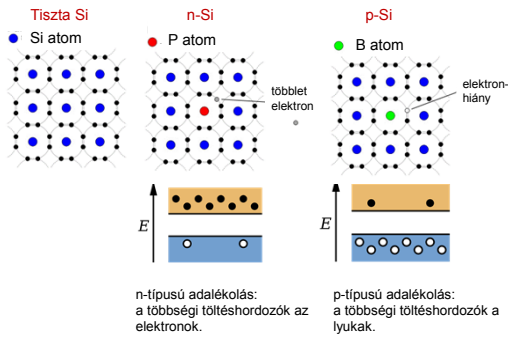 Tiszta Si
n-Si
p-Si
Si atom
P atom
B atom
többlet
elektron
elektron-
hiány
E
E
n-típusú adalékolás:
a többségi töltéshordozók az
elektronok.
p-típusú adalékolás:
a többségi töltéshordozók a
lyukak.